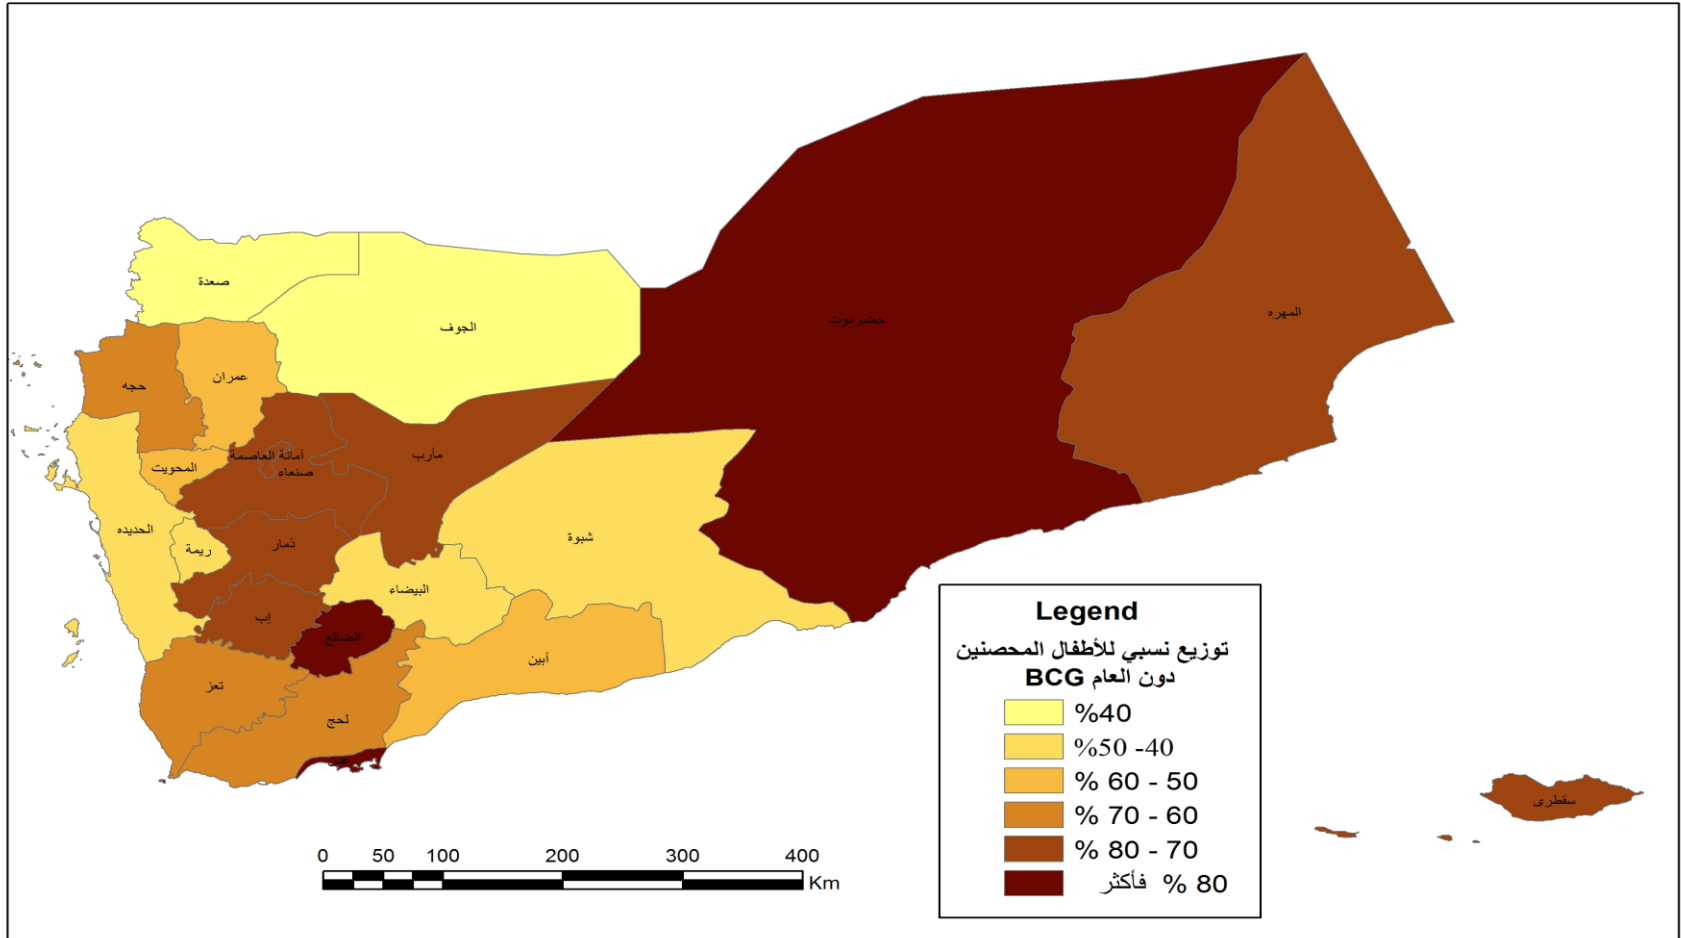 صعدة
الجوف
حضرموت
المهره
حجه
عمران
مأرب
أمانة العاصمة
صنعاء
المحويت
الحديده
ريمة
ذمار
شبوة
البيضاء
إب
الضالع
أبين
تعز
لحج
عدن
سقطرى
Legend
توزيع نسبي للأطفال المحصنين
دون العام BCG
%40
%50 -40
% 60 - 50
% 70 - 60
% 80 - 70
% 80 فأكثر
0 50 100 200 300 400
Km